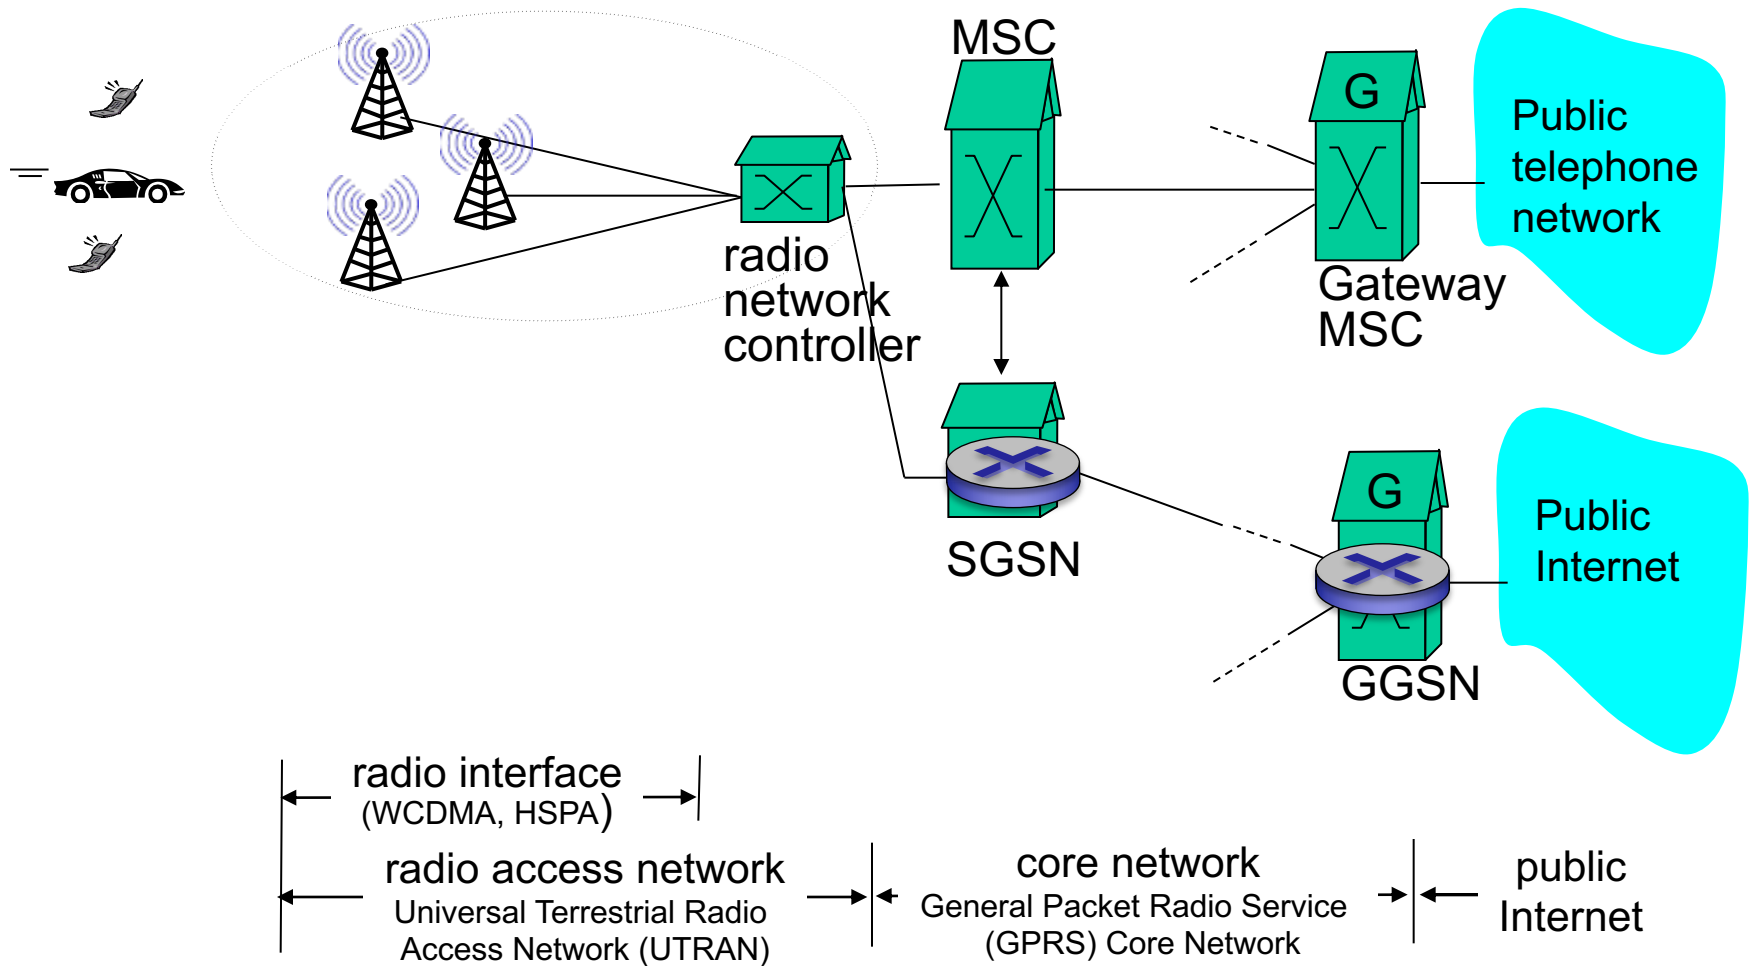 MSC
G
Public
telephone
network
radio
network
controller
Gateway
MSC
G
Public
Internet
SGSN
GGSN
radio interface
(WCDMA, HSPA)
radio access network
Universal Terrestrial Radio
Access Network (UTRAN)
core network
General Packet Radio Service
(GPRS) Core Network
public
Internet